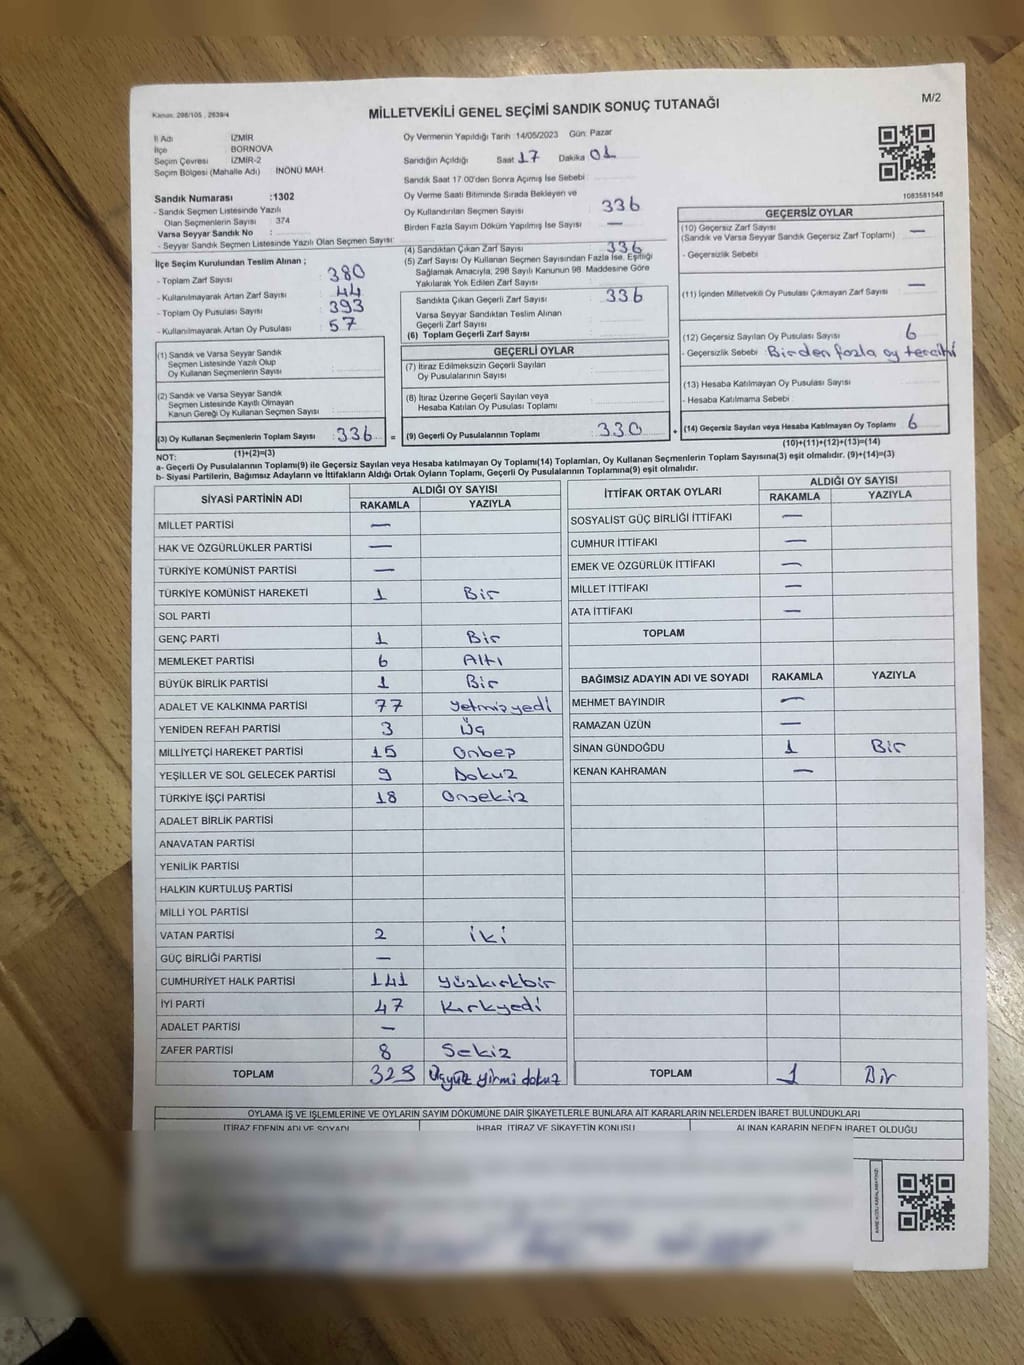 Kanun: 298/105 , 2839/4
MİLLETVEKİLİ GENEL SEÇİMİ SANDIK SONUÇ TUTANAĞI
M/2
İl Adı İZMİR
İlçe BORNOVA
Seçim Çevresi İZMİR-2
Seçim Bölgesi (Mahalle Adı) İNÖNÜ MAH.
Oy Vermenin Yapıldığı Tarih :14/05/2023 Gün: Pazar
Sandığın Açıldığı Saat 17 Dakika 01
Sandık Saat 17.00'den Sonra Açılmış İse Sebebi :
Sandık Numarası :1302
- Sandık Seçmen Listesinde Yazılı
Olan Seçmenlerin Sayısı : 374
Varsa Seyyar Sandık No :
- Seyyar Sandık Seçmen Listesinde Yazılı Olan Seçmen Sayısı:
Oy Verme Saati Bitiminde Sırada Bekleyen ve
Oy Kullandırılan Seçmen Sayısı 336
Birden Fazla Sayım Döküm Yapılmış İse Sayısı : —
1083581548
İlçe Seçim Kurulundan Teslim Alınan ;
- Toplam Zarf Sayısı : 380
- Kullanılmayarak Artan Zarf Sayısı : 44
- Toplam Oy Pusulası Sayısı : 393
- Kullanılmayarak Artan Oy Pusulası : 57
(4) Sandıktan Çıkan Zarf Sayısı : 336
(5) Zarf Sayısı Oy Kullanan Seçmen Sayısından Fazla İse, Eşitliği
Sağlamak Amacıyla, 298 Sayılı Kanunun 98. Maddesine Göre
Yakılarak Yok Edilen Zarf Sayısı :
Sandıkta Çıkan Geçerli Zarf Sayısı : 336
Varsa Seyyar Sandıktan Teslim Alınan
Geçerli Zarf Sayısı :
(6) Toplam Geçerli Zarf Sayısı :
GEÇERSİZ OYLAR
(10) Geçersiz Zarf Sayısı
(Sandık ve Varsa Seyyar Sandık Geçersiz Zarf Toplamı) : —
- Geçersizlik Sebebi :
(11) İçinden Milletvekili Oy Pusulası Çıkmayan Zarf Sayısı : —
(12) Geçersiz Sayılan Oy Pusulası Sayısı : 6
- Geçersizlik Sebebi : Birden fazla oy tercihi
(13) Hesaba Katılmayan Oy Pusulası Sayısı :
- Hesaba Katılmama Sebebi :
(14) Geçersiz Sayılan veya Hesaba Katılmayan Oy Toplamı : 6
(10)+(11)+(12)+(13)=(14)
(1) Sandık ve Varsa Seyyar Sandık
Seçmen Listesinde Yazılı Olup
Oy Kullanan Seçmenlerin Sayısı :
(2) Sandık ve Varsa Seyyar Sandık
Seçmen Listesinde Kayıtlı Olmayan
Kanun Gereği Oy Kullanan Seçmen Sayısı :
(3) Oy Kullanan Seçmenlerin Toplam Sayısı : 336 =
(1)+(2)=(3)
GEÇERLİ OYLAR
(7) İtiraz Edilmeksizin Geçerli Sayılan
Oy Pusulalarının Sayısı :
(8) İtiraz Üzerine Geçerli Sayılan veya
Hesaba Katılan Oy Pusulası Toplamı :
(9) Geçerli Oy Pusulalarının Toplamı : 330 +
NOT:
a- Geçerli Oy Pusulalarının Toplamı(9) ile Geçersiz Sayılan veya Hesaba katılmayan Oy Toplamı(14) Toplamları, Oy Kullanan Seçmenlerin Toplam Sayısına(3) eşit olmalıdır. (9)+(14)=(3)
b- Siyasi Partilerin, Bağımsız Adayların ve İttifakların Aldığı Ortak Oyların Toplamı, Geçerli Oy Pusulalarının Toplamına(9) eşit olmalıdır.
SİYASİ PARTİNİN ADI ALDIĞI OY SAYISI
RAKAMLA YAZIYLA
MİLLET PARTİSİ —
HAK VE ÖZGÜRLÜKLER PARTİSİ —
TÜRKİYE KOMÜNİST PARTİSİ —
TÜRKİYE KOMÜNİST HAREKETİ 1 Bir
SOL PARTİ
GENÇ PARTİ 1 Bir
MEMLEKET PARTİSİ 6 Altı
BÜYÜK BİRLİK PARTİSİ 1 Bir
ADALET VE KALKINMA PARTİSİ 77 Yetmişyedi
YENİDEN REFAH PARTİSİ 3 Üç
MİLLİYETÇİ HAREKET PARTİSİ 15 Onbeş
YEŞİLLER VE SOL GELECEK PARTİSİ 9 Dokuz
TÜRKİYE İŞÇİ PARTİSİ 18 Onsekiz
ADALET BİRLİK PARTİSİ
ANAVATAN PARTİSİ
YENİLİK PARTİSİ
HALKIN KURTULUŞ PARTİSİ
MİLLİ YOL PARTİSİ
VATAN PARTİSİ 2 İki
GÜÇ BİRLİĞİ PARTİSİ —
CUMHURİYET HALK PARTİSİ 141 Yüzkırkbir
İYİ PARTİ 47 Kırkyedi
ADALET PARTİSİ —
ZAFER PARTİSİ 8 Sekiz
TOPLAM 329 Üçyüz yirmi dokuz
İTTİFAK ORTAK OYLARI ALDIĞI OY SAYISI
RAKAMLA YAZIYLA
SOSYALİST GÜÇ BİRLİĞİ İTTİFAKI —
CUMHUR İTTİFAKI —
EMEK VE ÖZGÜRLÜK İTTİFAKI —
MİLLET İTTİFAKI —
ATA İTTİFAKI —
TOPLAM
BAĞIMSIZ ADAYIN ADI VE SOYADI RAKAMLA YAZIYLA
MEHMET BAYINDIR —
RAMAZAN ÜZÜN —
SİNAN GÜNDOĞDU 1 Bir
KENAN KAHRAMAN —
TOPLAM 1 Bir
OYLAMA İŞ VE İŞLEMLERİNE VE OYLARIN SAYIM DÖKÜMÜNE DAİR ŞİKAYETLERLE BUNLARA AİT KARARLARIN NELERDEN İBARET BULUNDUKLARI
İTİRAZ EDENİN ADI VE SOYADI İHBAR, İTİRAZ VE ŞİKAYETİN KONUSU ALINAN KARARIN NEDEN İBARET OLDUĞU